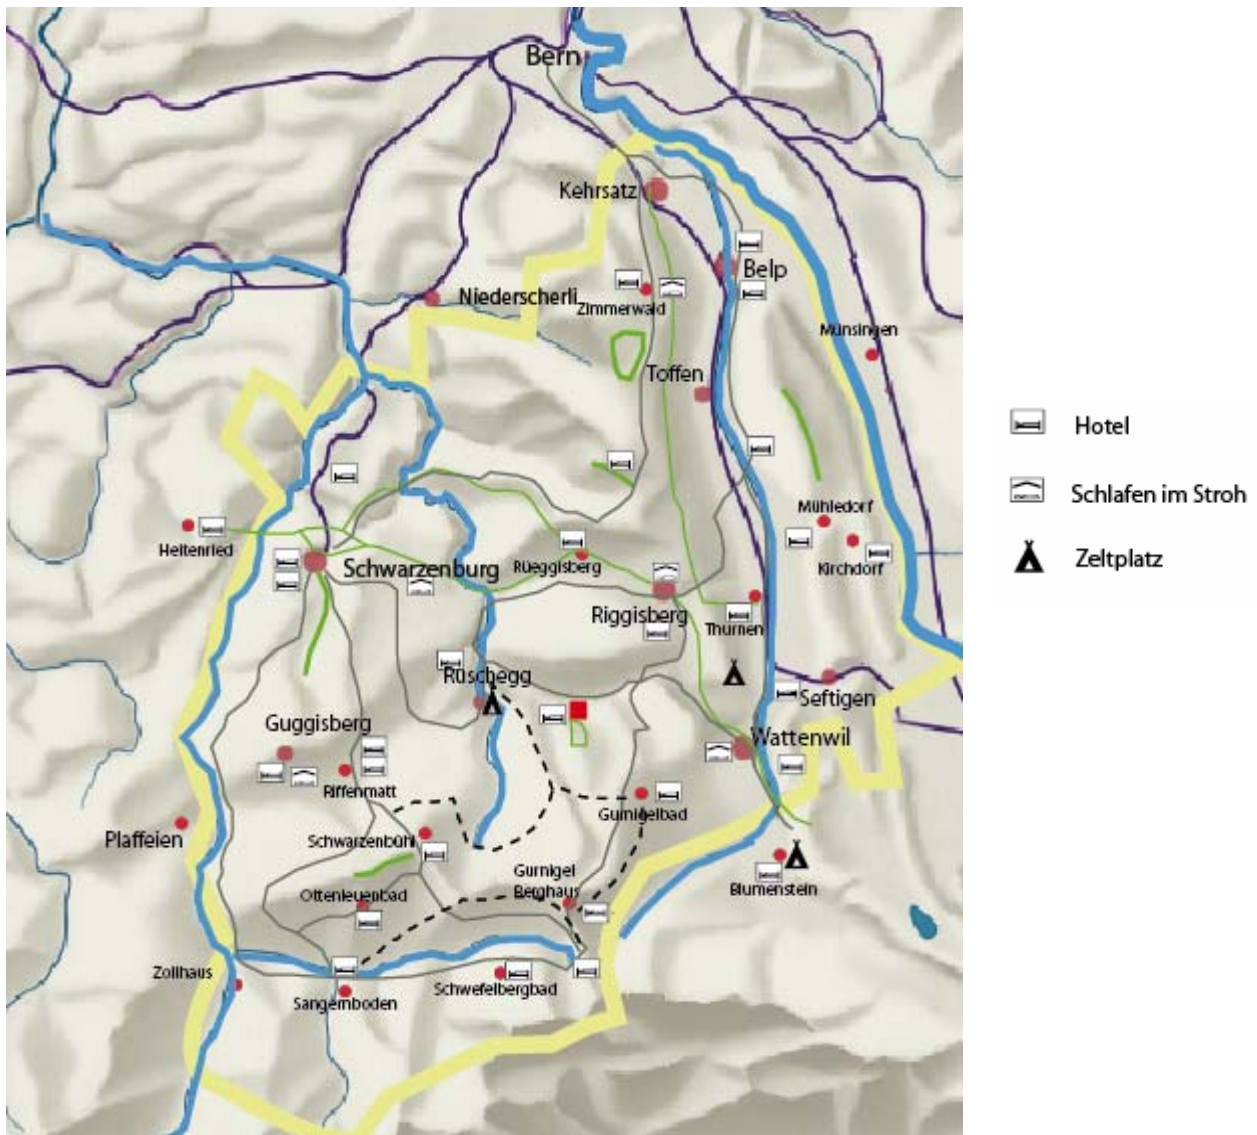 Bern
Kehrsatz
Belp
Niederscherli
Zimmerwald
Münsingen
Toffen
Hotel
Schlafen im Stroh
Mühledorf
Heitenried
Schwarzenburg
Rüeggisberg
Kirchdorf
Zeltplatz
Riggisberg
Thurnen
Rüschegg
Seftigen
Guggisberg
Wattenwil
Riffenmatt
Gurnigelbad
Plaffeien
Schwarzenbühl
Gurnigel
Berghaus
Ottenleuenbad
Blumenstein
Zollhaus
Sangernboden
Schwefelbergbad